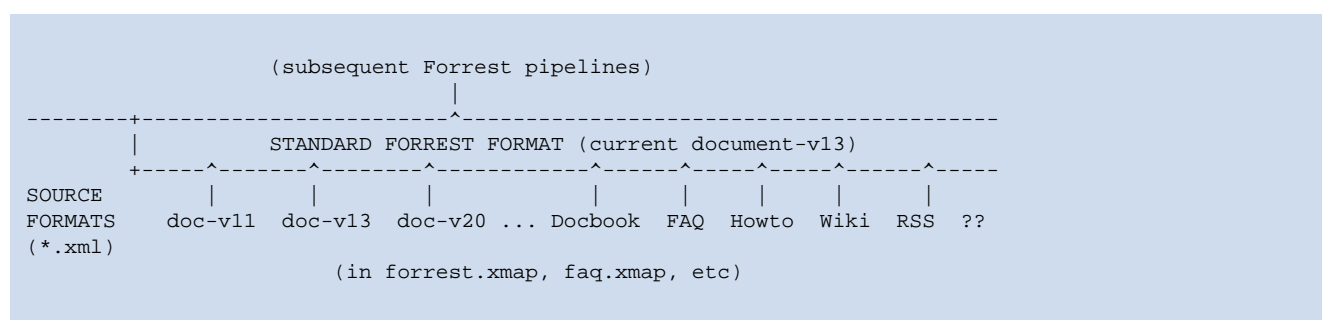 (subsequent Forrest pipelines)
STANDARD FORREST FORMAT (current document-v13)
SOURCE
FORMATS doc-v11 doc-v13 doc-v20 ... Docbook FAQ Howto Wiki RSS ??
(*.xml)
(in forrest.xmap, faq.xmap, etc)